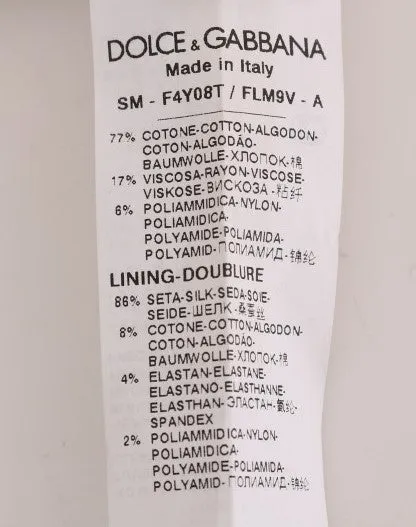 DOLCE & GABBANA
Made in Italy
SM - F4Y08T / FLM9V - A
77% COTONE-COTTON-ALGODON-
COTON-ALGODÃO-
BAUMWOLLE-ХЛОПОК-棉
17% VISCOSA-RAYON-VISCOSE-
VISKOSE-ВИСКОЗА-粘纤
6% POLIAMMIDICA-NYLON-
POLIAMIDICA-
POLYAMIDE-POLIAMIDA-
POLYAMID-ПОЛИАМИД-锦纶
LINING-DOUBLURE
86% SETA-SILK-SEDA-SOIE-
SEIDE-ШЕЛК-桑蚕丝
8% COTONE-COTTON-ALGODON-
COTON-ALGODÃO-
BAUMWOLLE-ХЛОПОК-棉
4% ELASTAN-ELASTANE-
ELASTANO-ELASTHANNE-
ELASTHAN-ЭЛАСТАН-氨纶-
SPANDEX
2% POLIAMMIDICA-NYLON-
POLIAMIDICA-
POLYAMIDE-POLIAMIDA-
POLYAMID-ПОЛИАМИД-锦纶